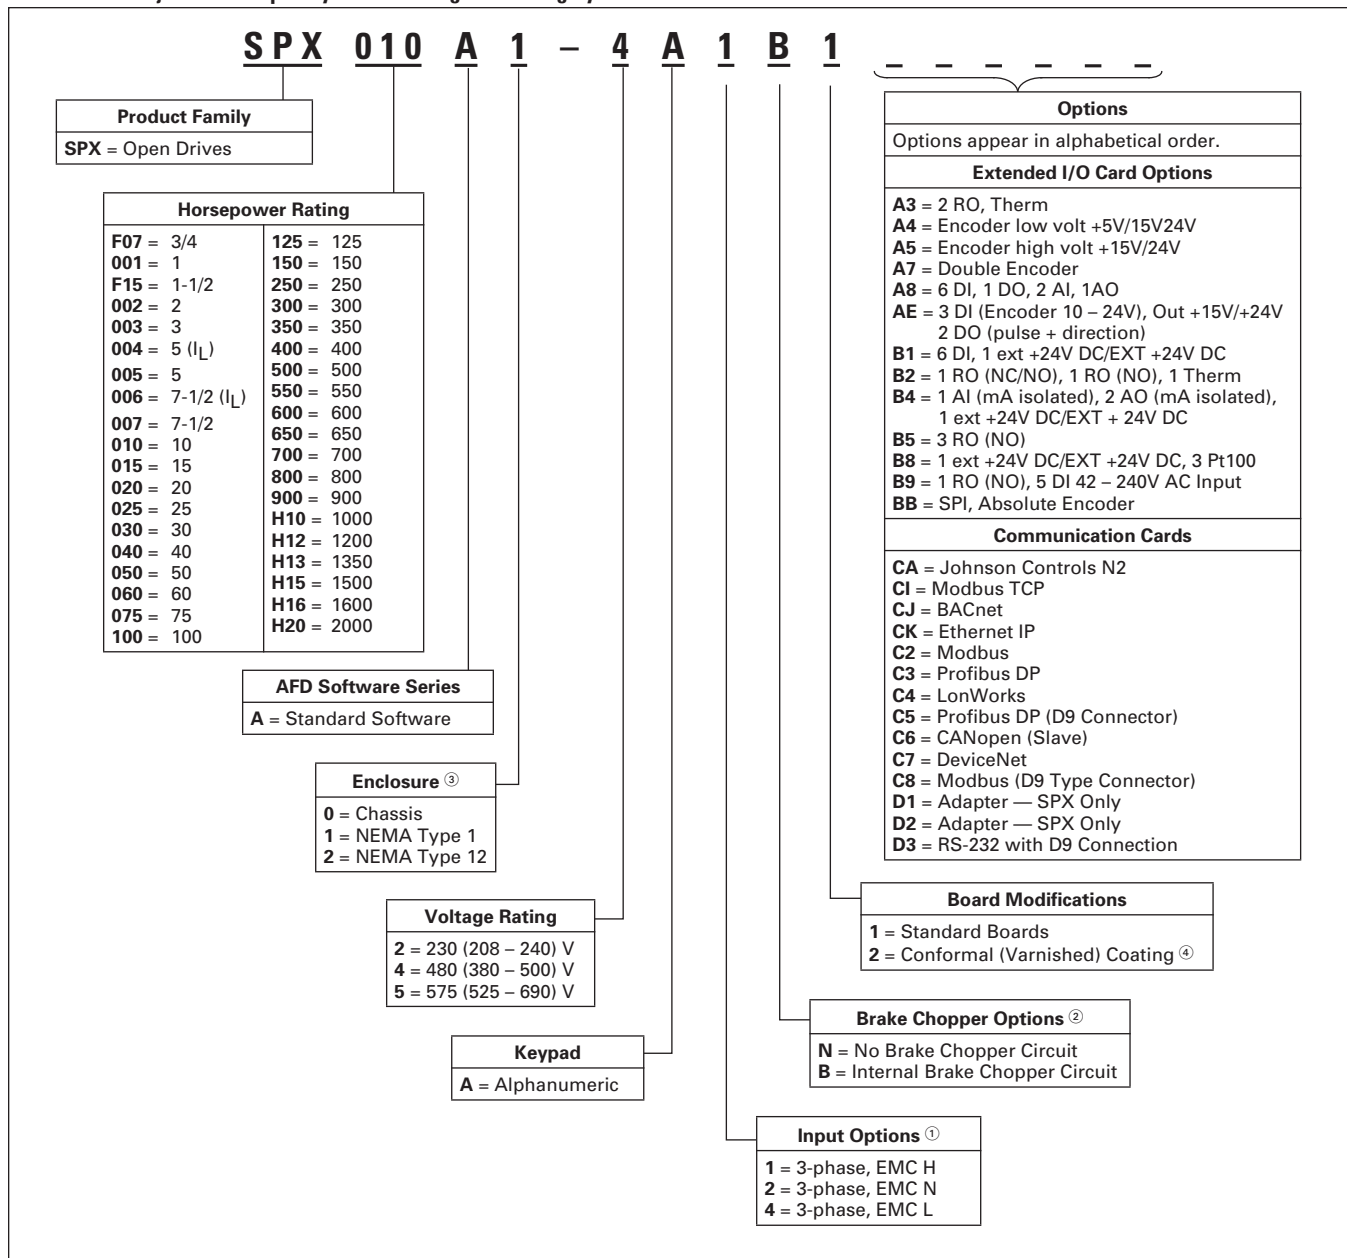 SPX 010 A 1 – 4 A 1 B 1 _ _ _ _ _ _
Product Family
SPX = Open Drives
Horsepower Rating
F07 = 3/4
001 = 1
F15 = 1-1/2
002 = 2
003 = 3
004 = 5 (IL)
005 = 5
006 = 7-1/2 (IL)
007 = 7-1/2
010 = 10
015 = 15
020 = 20
025 = 25
030 = 30
040 = 40
050 = 50
060 = 60
075 = 75
100 = 100
125 = 125
150 = 150
250 = 250
300 = 300
350 = 350
400 = 400
500 = 500
550 = 550
600 = 600
650 = 650
700 = 700
800 = 800
900 = 900
H10 = 1000
H12 = 1200
H13 = 1350
H15 = 1500
H16 = 1600
H20 = 2000
AFD Software Series
A = Standard Software
Enclosure ③
0 = Chassis
1 = NEMA Type 1
2 = NEMA Type 12
Voltage Rating
2 = 230 (208 – 240) V
4 = 480 (380 – 500) V
5 = 575 (525 – 690) V
Keypad
A = Alphanumeric
Options
Options appear in alphabetical order.
Extended I/O Card Options
A3 = 2 RO, Therm
A4 = Encoder low volt +5V/15V24V
A5 = Encoder high volt +15V/24V
A7 = Double Encoder
A8 = 6 DI, 1 DO, 2 AI, 1AO
AE = 3 DI (Encoder 10 – 24V), Out +15V/+24V
2 DO (pulse + direction)
B1 = 6 DI, 1 ext +24V DC/EXT +24V DC
B2 = 1 RO (NC/NO), 1 RO (NO), 1 Therm
B4 = 1 AI (mA isolated), 2 AO (mA isolated),
1 ext +24V DC/EXT + 24V DC
B5 = 3 RO (NO)
B8 = 1 ext +24V DC/EXT +24V DC, 3 Pt100
B9 = 1 RO (NO), 5 DI 42 – 240V AC Input
BB = SPI, Absolute Encoder
Communication Cards
CA = Johnson Controls N2
CI = Modbus TCP
CJ = BACnet
CK = Ethernet IP
C2 = Modbus
C3 = Profibus DP
C4 = LonWorks
C5 = Profibus DP (D9 Connector)
C6 = CANopen (Slave)
C7 = DeviceNet
C8 = Modbus (D9 Type Connector)
D1 = Adapter — SPX Only
D2 = Adapter — SPX Only
D3 = RS-232 with D9 Connection
Board Modifications
1 = Standard Boards
2 = Conformal (Varnished) Coating ④
Brake Chopper Options ②
N = No Brake Chopper Circuit
B = Internal Brake Chopper Circuit
Input Options ①
1 = 3-phase, EMC H
2 = 3-phase, EMC N
4 = 3-phase, EMC L